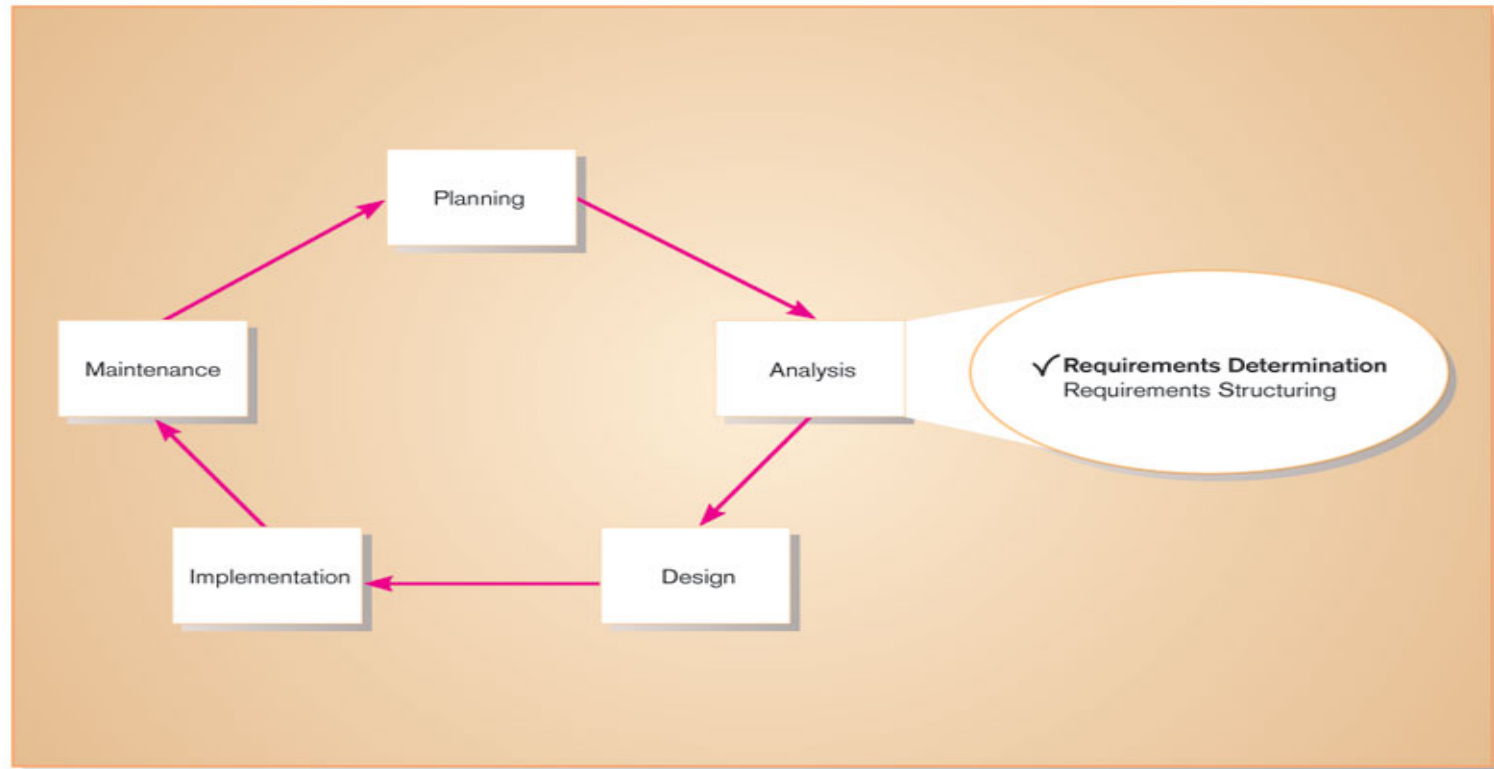 Planning
Maintenance
Analysis
✓ Requirements Determination
Requirements Structuring
Implementation
Design